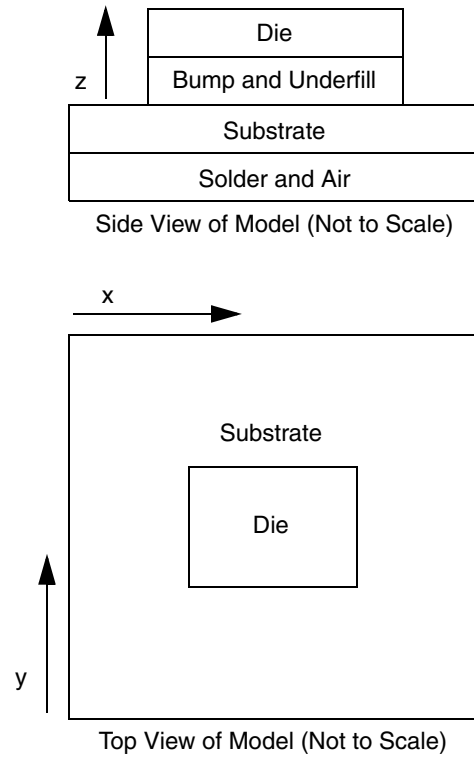 Die
z
Bump and Underfill
Substrate
Solder and Air
Side View of Model (Not to Scale)
x
Substrate
Die
y
Top View of Model (Not to Scale)